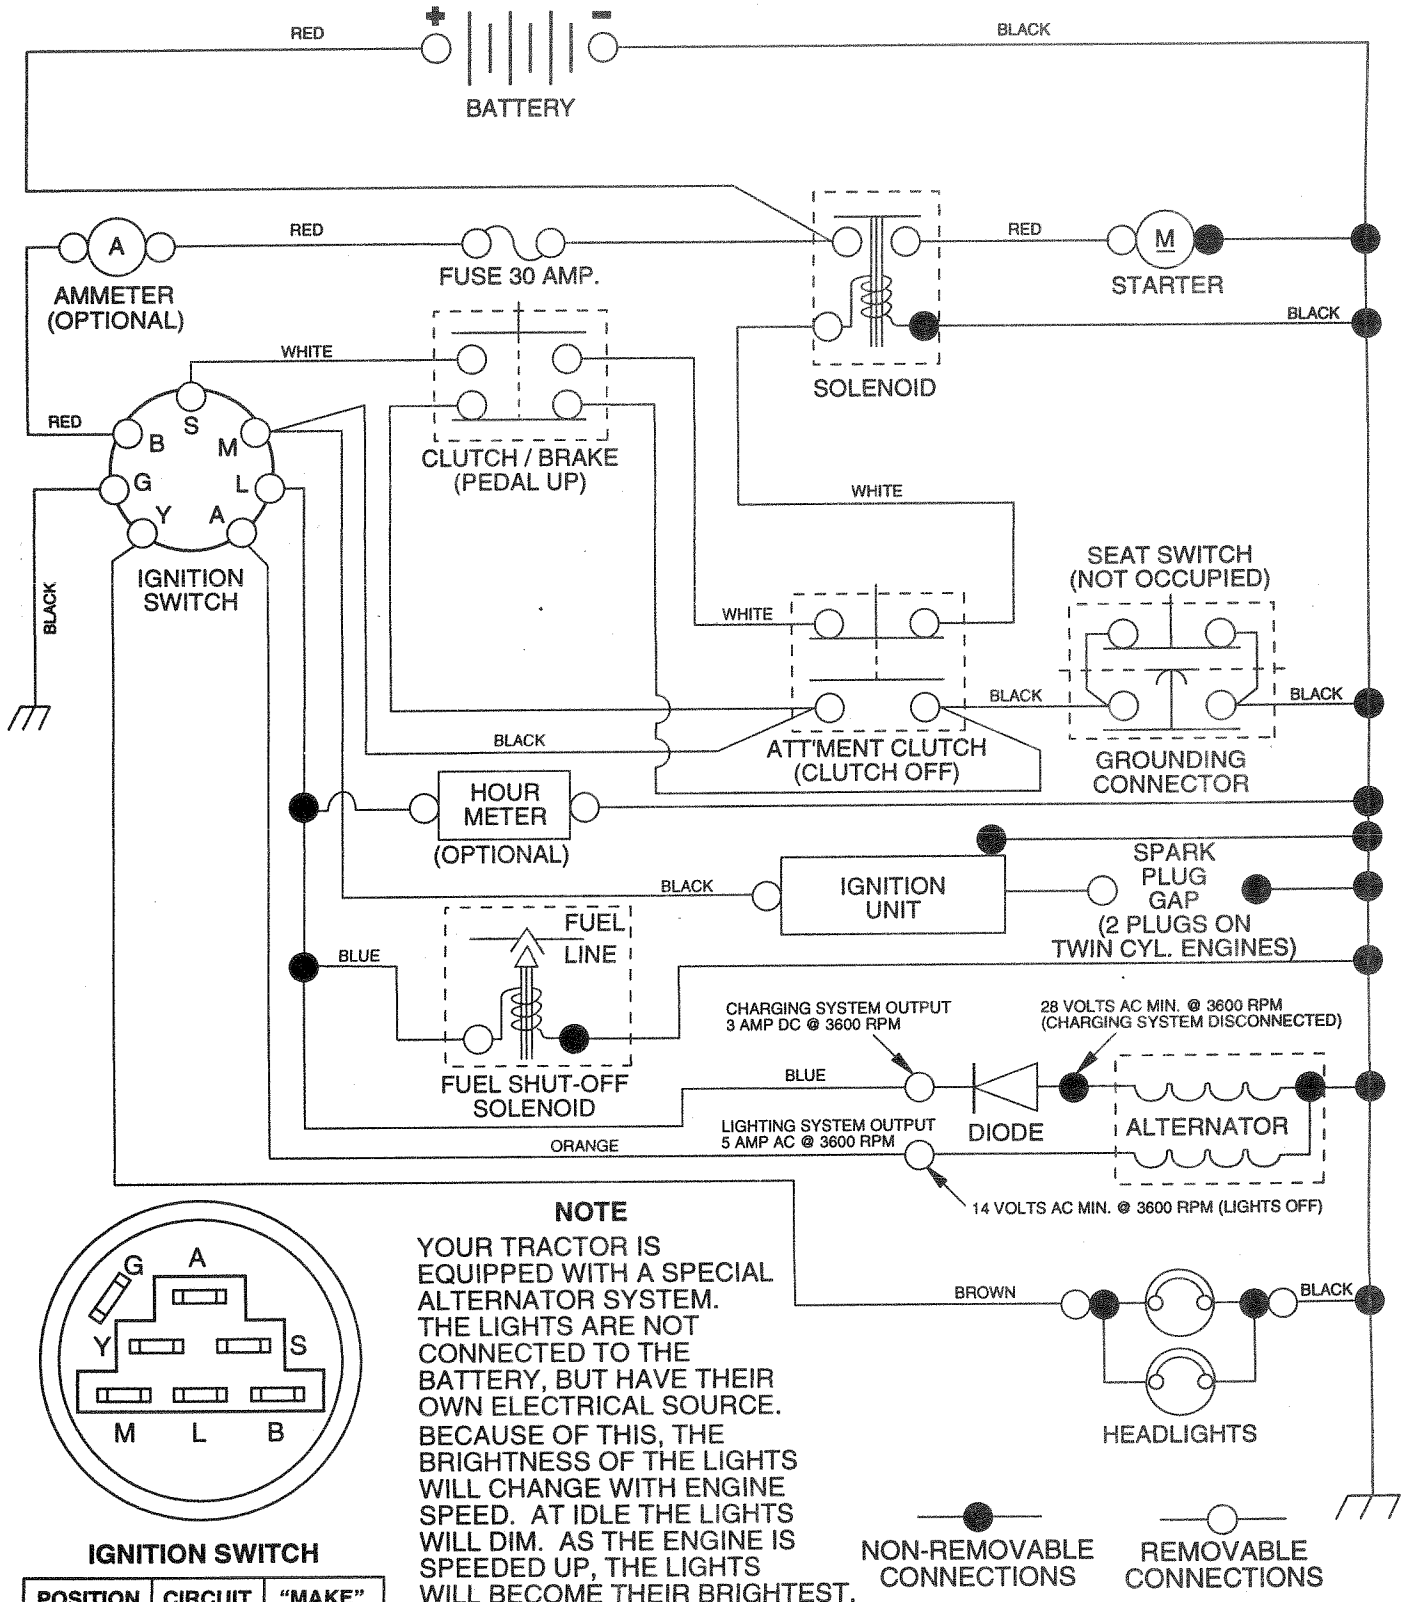 RED
BLACK
BATTERY
RED
RED
A
AMMETER
(OPTIONAL)
FUSE 30 AMP.
M
STARTER
BLACK
SOLENOID
WHITE
CLUTCH / BRAKE
(PEDAL UP)
RED
S
B
M
G
L
Y
A
IGNITION
SWITCH
BLACK
WHITE
SEAT SWITCH
(NOT OCCUPIED)
WHITE
BLACK
BLACK
BLACK
ATT'MENT CLUTCH
(CLUTCH OFF)
GROUNDING
CONNECTOR
HOUR
METER
(OPTIONAL)
BLACK
IGNITION
UNIT
SPARK
PLUG
GAP
(2 PLUGS ON
TWIN CYL. ENGINES)
BLUE
FUEL
LINE
FUEL SHUT-OFF
SOLENOID
CHARGING SYSTEM OUTPUT
3 AMP DC @ 3600 RPM
28 VOLTS AC MIN. @ 3600 RPM
(CHARGING SYSTEM DISCONNECTED)
BLUE
DIODE
ALTERNATOR
LIGHTING SYSTEM OUTPUT
5 AMP AC @ 3600 RPM
ORANGE
14 VOLTS AC MIN. @ 3600 RPM (LIGHTS OFF)
BROWN
BLACK
HEADLIGHTS
G
A
Y
S
M
L
B
IGNITION SWITCH
POSITION CIRCUIT "MAKE"
NOTE
YOUR TRACTOR IS
EQUIPPED WITH A SPECIAL
ALTERNATOR SYSTEM.
THE LIGHTS ARE NOT
CONNECTED TO THE
BATTERY, BUT HAVE THEIR
OWN ELECTRICAL SOURCE.
BECAUSE OF THIS, THE
BRIGHTNESS OF THE LIGHTS
WILL CHANGE WITH ENGINE
SPEED. AT IDLE THE LIGHTS
WILL DIM. AS THE ENGINE IS
SPEEDED UP, THE LIGHTS
WILL BECOME THEIR BRIGHTEST.
NON-REMOVABLE
CONNECTIONS
REMOVABLE
CONNECTIONS